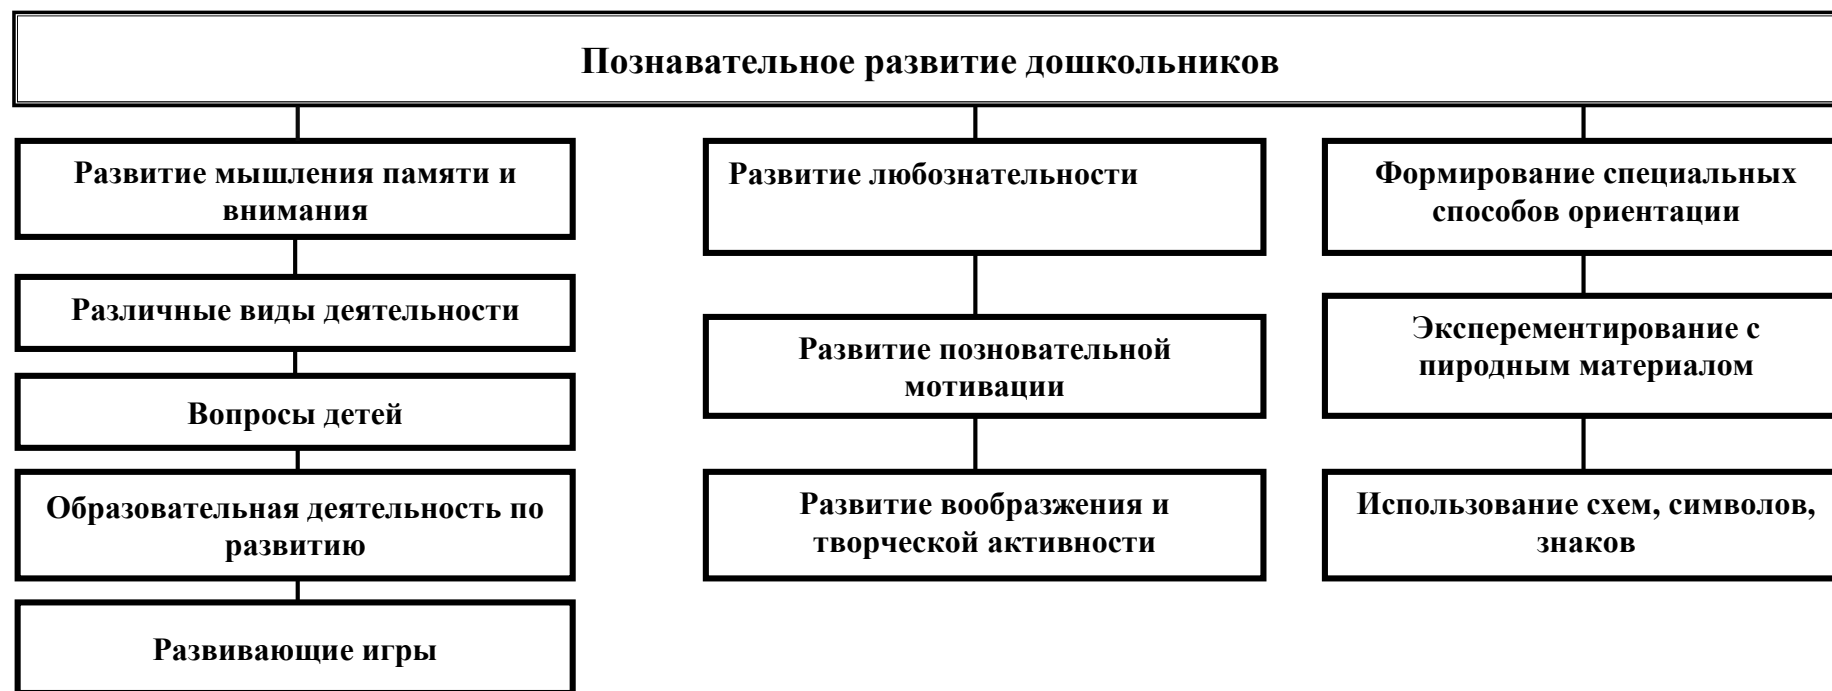 Познавательное развитие дошкольников
Развитие мышления памяти и
внимания
Различные виды деятельности
Вопросы детей
Образовательная деятельность по
развитию
Развивающие игры
Развитие любознательности
Развитие позновательной
мотивации
Развитие вообразжения и
творческой активности
Формирование специальных
способов ориентации
Эксперементирование с
пиродным материалом
Использование схем, символов,
знаков